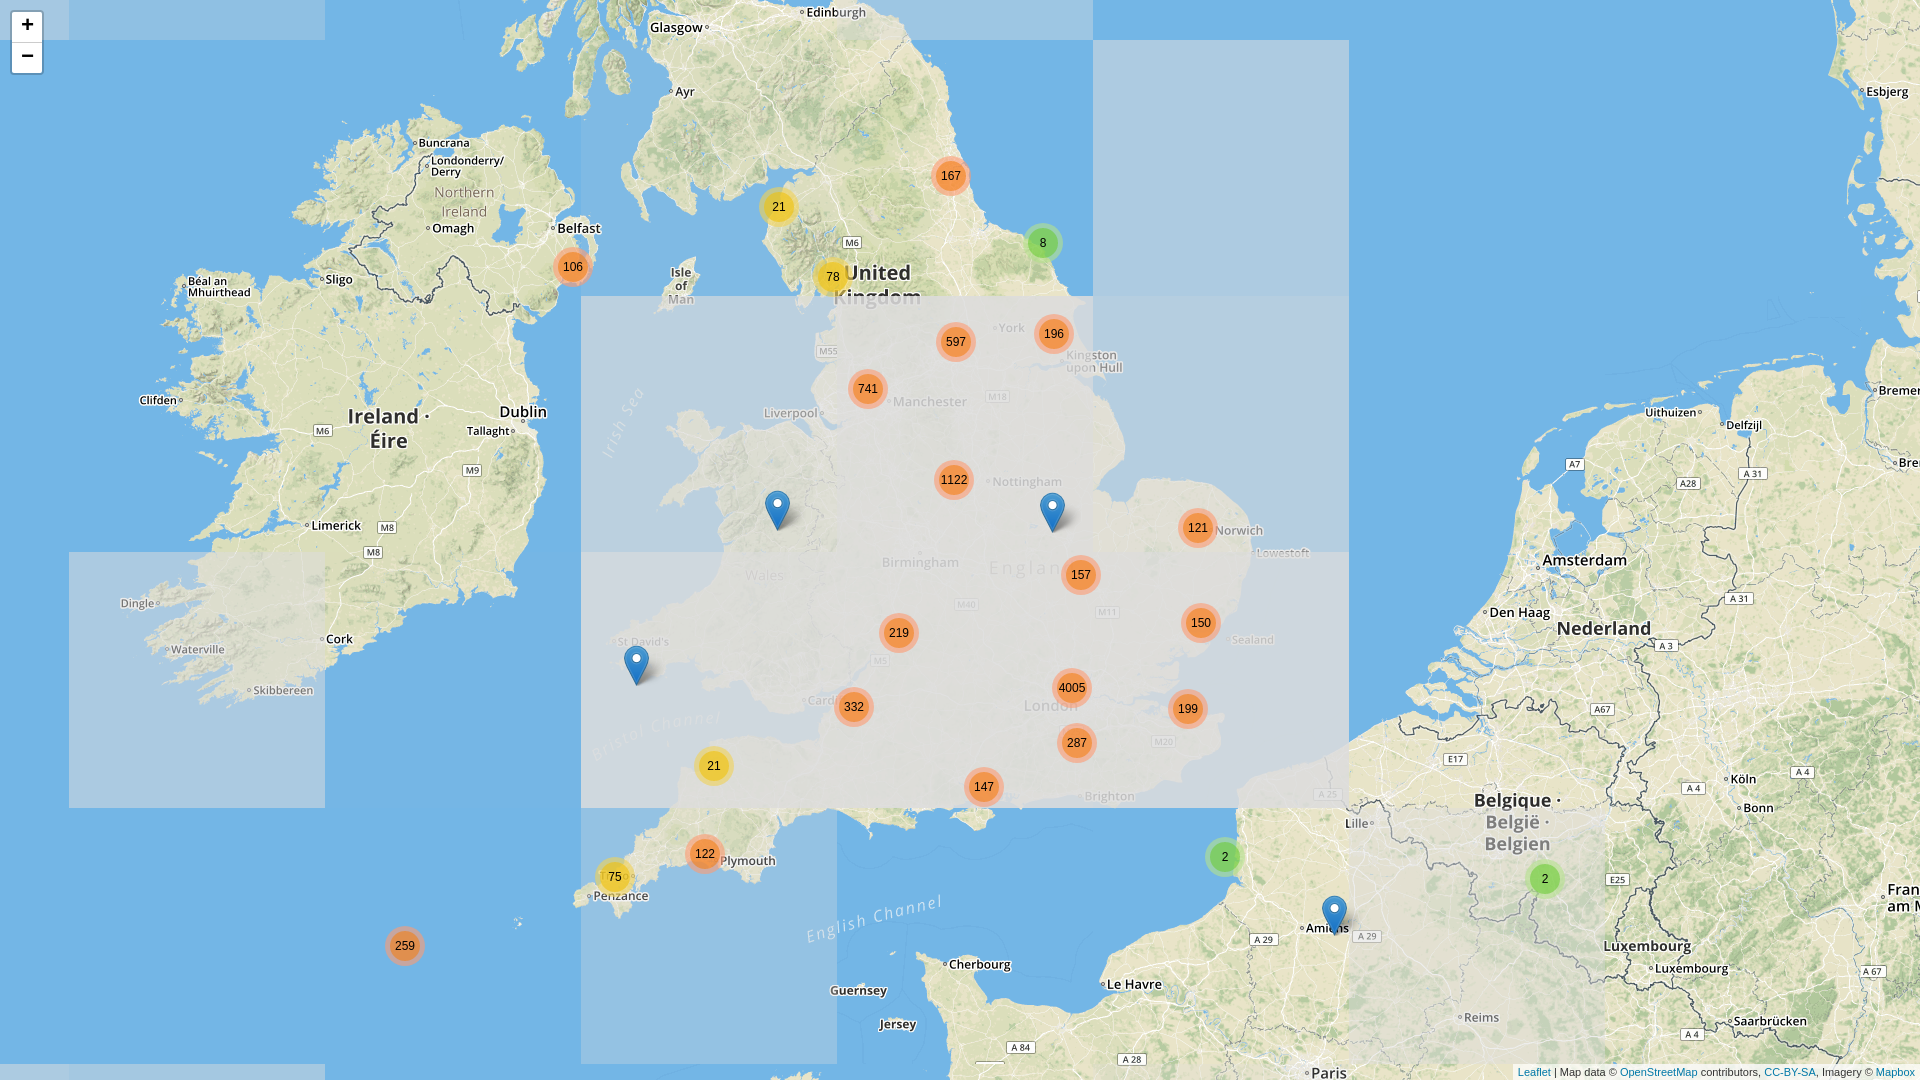 +
−
Edinburgh
Glasgow
Ayr
Esbjerg
Buncrana
Londonderry/
Derry
167
Northern
Ireland
21
Omagh
Belfast
M6
8
106
78
United
Kingdom
Isle
of
Man
Sligo
Béal an
Mhuirthead
York
196
597
M55
Kingston
upon Hull
741
Manchester
M18
Bremer
Clifden
Liverpool
Dublin
Ireland ·
Éire
M6
Tallaght
Irish Sea
Uithuizen
Delfzijl
A7
Bre
M9
A 31
A28
1122
Nottingham
Limerick
M8
121
Norwich
M8
Lowestoft
Birmingham
Englan
Amsterdam
Wales
157
A 31
Dingle
M40
M11
Den Haag
150
Nederland
219
Cork
St David's
Sealand
A 3
Waterville
M5
Skibbereen
4005
Cardi
332
London
199
A67
Bristol Channel
287
M20
E17
21
A 4
Köln
147
Brighton
A 25
A 4
Belgique ·
België ·
Belgien
Bonn
Lille
122
Plymouth
2
75
Penzance
2
E25
Fran
am M
English Channel
Amiens
A 29
A 29
259
Luxembourg
Luxembourg
Cherbourg
A 67
Le Havre
Guernsey
Reims
Jersey
Saarbrücken
A 4
A 84
A 28
Paris
Leaflet | Map data © OpenStreetMap contributors, CC-BY-SA, Imagery © Mapbox